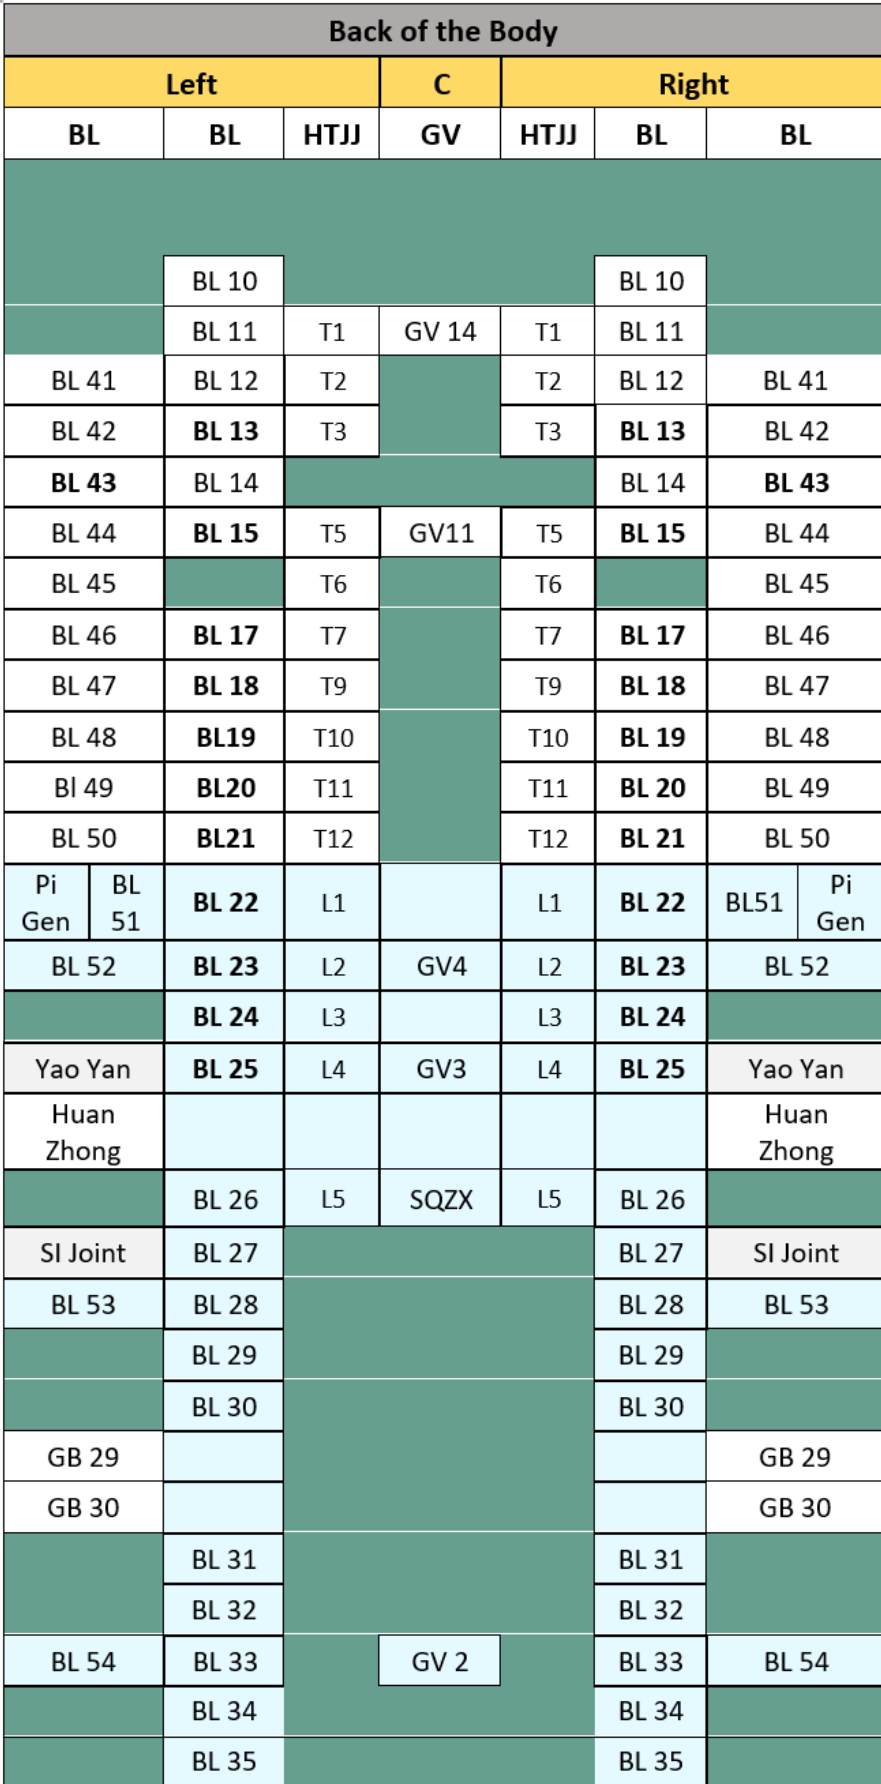 Back of the Body
Left C Right
BL BL HTJJ GV HTJJ BL BL
BL 10 BL 10
BL 11 T1 GV 14 T1 BL 11
BL 41 BL 12 T2 T2 BL 12 BL 41
BL 42 BL 13 T3 T3 BL 13 BL 42
BL 43 BL 14 BL 14 BL 43
BL 44 BL 15 T5 GV11 T5 BL 15 BL 44
BL 45 T6 T6 BL 45
BL 46 BL 17 T7 T7 BL 17 BL 46
BL 47 BL 18 T9 T9 BL 18 BL 47
BL 48 BL19 T10 T10 BL 19 BL 48
Bl 49 BL20 T11 T11 BL 20 BL 49
BL 50 BL21 T12 T12 BL 21 BL 50
Pi Gen BL 51 BL 22 L1 L1 BL 22 BL51 Pi Gen
BL 52 BL 23 L2 GV4 L2 BL 23 BL 52
BL 24 L3 L3 BL 24
Yao Yan BL 25 L4 GV3 L4 BL 25 Yao Yan
Huan Zhong Huan Zhong
BL 26 L5 SQZX L5 BL 26
SI Joint BL 27 BL 27 SI Joint
BL 53 BL 28 BL 28 BL 53
BL 29 BL 29
BL 30 BL 30
GB 29 GB 29
GB 30 GB 30
BL 31 BL 31
BL 32 BL 32
BL 54 BL 33 GV 2 BL 33 BL 54
BL 34 BL 34
BL 35 BL 35